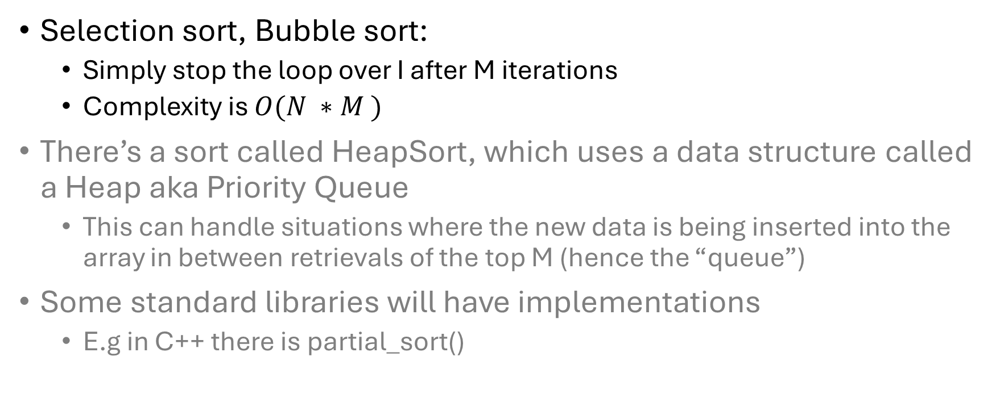 • Selection sort, Bubble sort:
• Simply stop the loop over I after M iterations
• Complexity is O(N * M )
• There’s a sort called HeapSort, which uses a data structure called
a Heap aka Priority Queue
• This can handle situations where the new data is being inserted into the
array in between retrievals of the top M (hence the “queue”)
• Some standard libraries will have implementations
• E.g in C++ there is partial_sort()